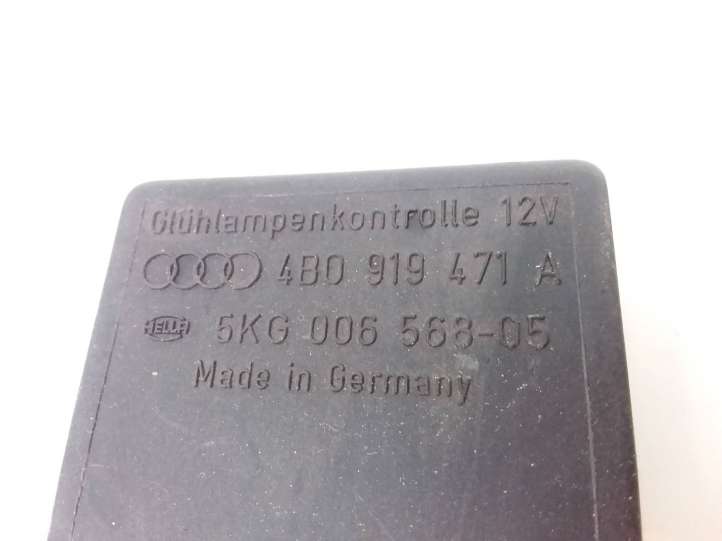 Glühlampenkontrolle 12V
4B0 919 471 A
HELLA 5KG 006 568-05
Made in Germany